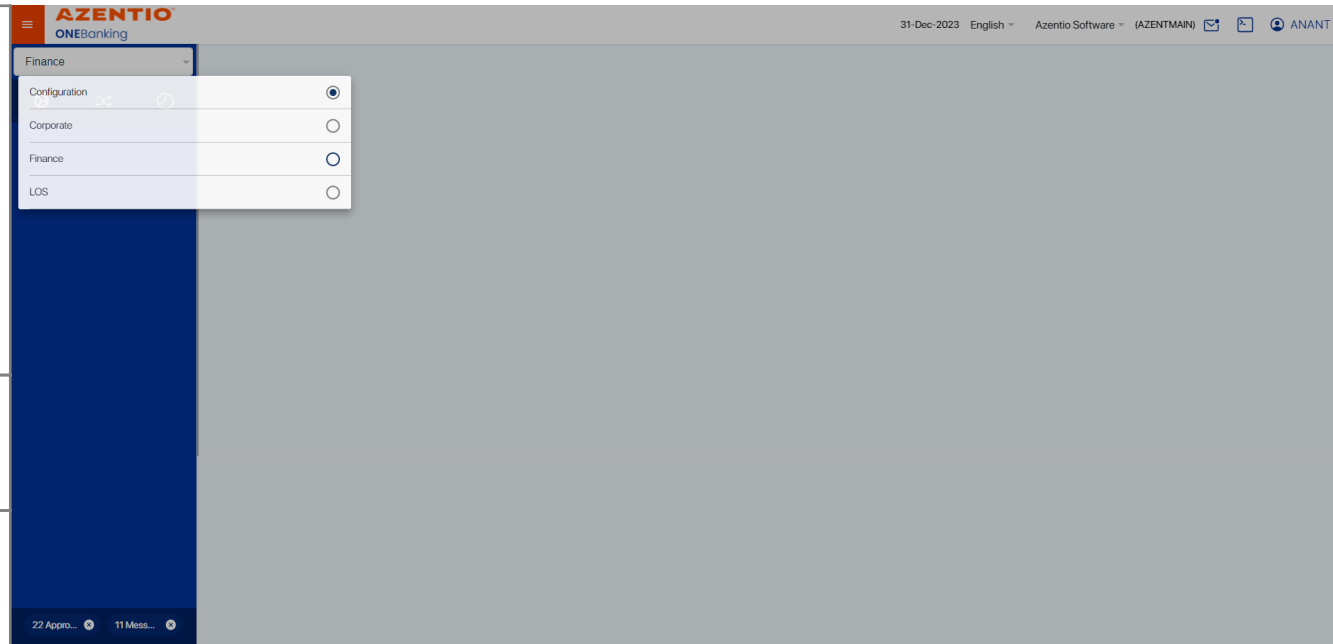 AZENTIO
ONEBanking
31-Dec-2023 English Azentio Software (AZENTMAIN) ANANT
Finance
Configuration
Corporate
Finance
LOS
22 Appro... 11 Mess...